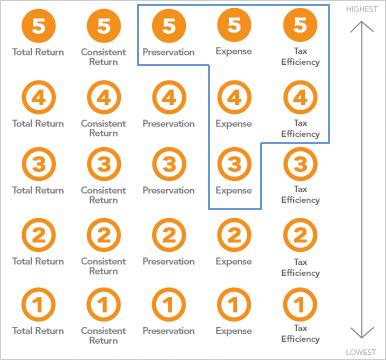 HIGHEST
5 5 5 5 5
Total Return Consistent Return Preservation Expense Tax Efficiency
4 4 4 4 4
Total Return Consistent Return Preservation Expense Tax Efficiency
3 3 3 3 3
Total Return Consistent Return Preservation Expense Tax Efficiency
2 2 2 2 2
Total Return Consistent Return Preservation Expense Tax Efficiency
1 1 1 1 1
Total Return Consistent Return Preservation Expense Tax Efficiency
LOWEST